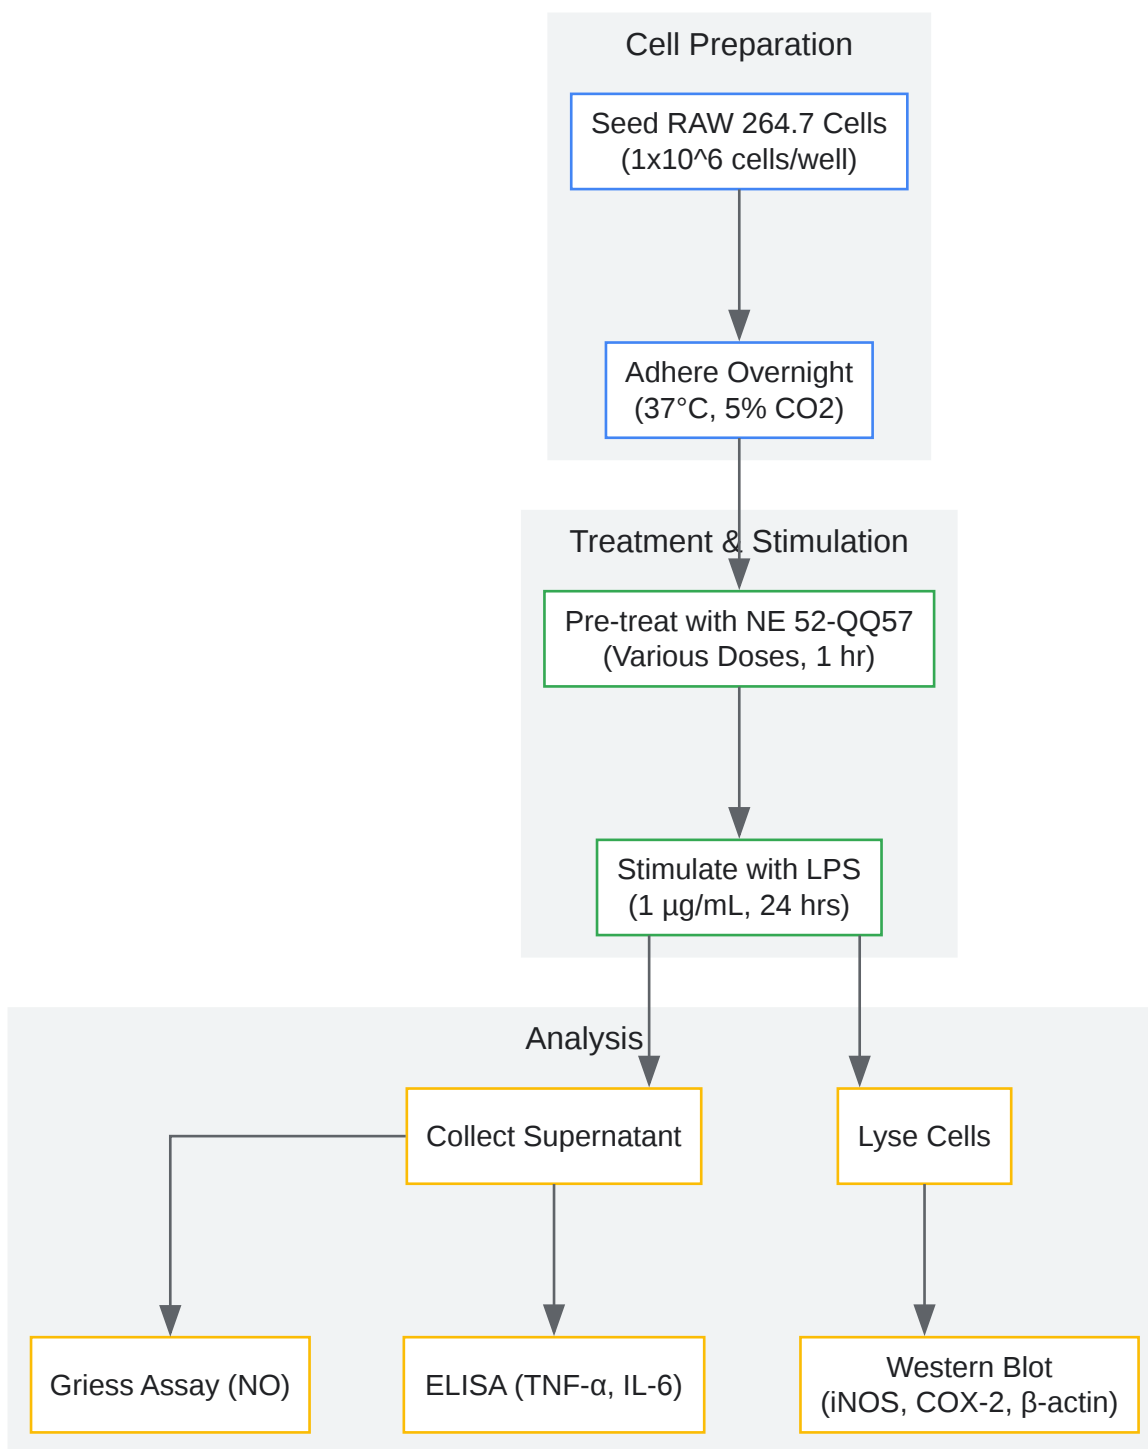 Cell Preparation
Seed RAW 264.7 Cells
(1x10^6 cells/well)
Adhere Overnight
(37°C, 5% CO2)
Treatment & Stimulation
Pre-treat with NE 52-QQ57
(Various Doses, 1 hr)
Stimulate with LPS
(1 µg/mL, 24 hrs)
Analysis
Collect Supernatant
Lyse Cells
Griess Assay (NO)
ELISA (TNF-α, IL-6)
Western Blot
(iNOS, COX-2, β-actin)